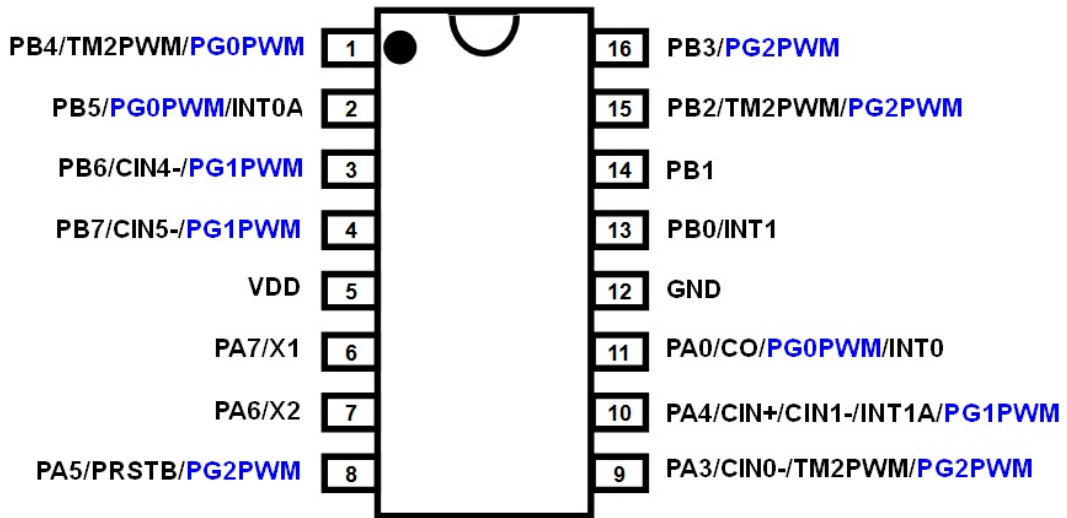 PB4/TM2PWM/PG0PWM 1 16 PB3/PG2PWM
PB5/PG0PWM/INT0A 2 15 PB2/TM2PWM/PG2PWM
PB6/CIN4-/PG1PWM 3 14 PB1
PB7/CIN5-/PG1PWM 4 13 PB0/INT1
VDD 5 12 GND
PA7/X1 6 11 PA0/CO/PG0PWM/INT0
PA6/X2 7 10 PA4/CIN+/CIN1-/INT1A/PG1PWM
PA5/PRSTB/PG2PWM 8 9 PA3/CIN0-/TM2PWM/PG2PWM